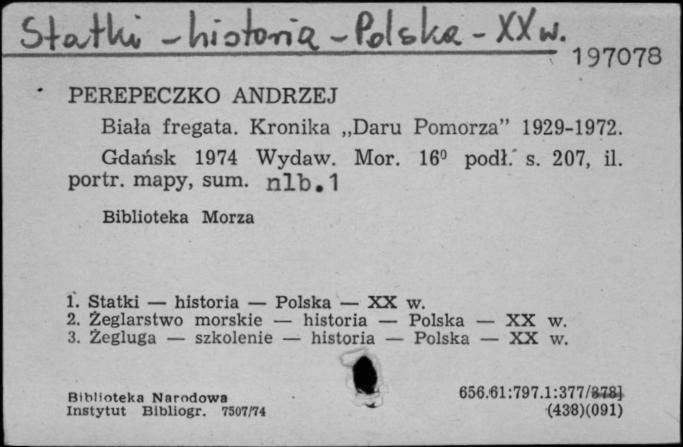 Statki - historia - Polska - XX w.
197078
PEREPECZKO ANDRZEJ
Biała fregata. Kronika „Daru Pomorza” 1929-1972.
Gdańsk 1974 Wydaw. Mor. 16⁰ podł. s. 207, il.
portr. mapy, sum. nlb.1
Biblioteka Morza
1. Statki — historia — Polska — XX w.
2. Żeglarstwo morskie — historia — Polska — XX w.
3. Żegluga — szkolenie — historia — Polska — XX w.
Biblioteka Narodowa
Instytut Bibliogr. 7507/74
656.61:797.1:377/378]
(438)(091)